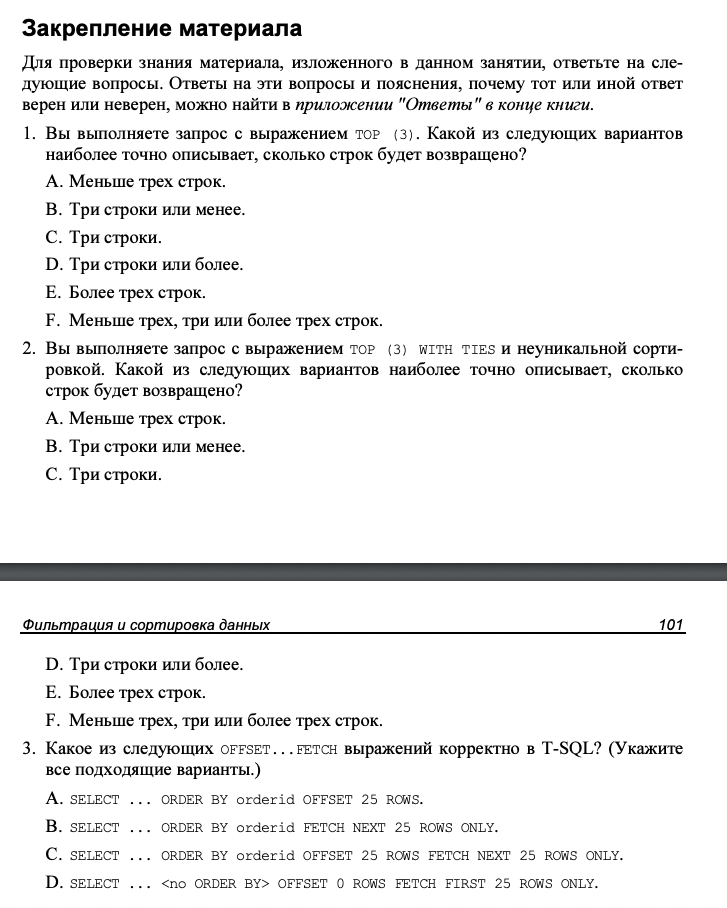 Закрепление материала
Для проверки знания материала, изложенного в данном занятии, ответьте на сле-
дующие вопросы. Ответы на эти вопросы и пояснения, почему тот или иной ответ
верен или неверен, можно найти в приложении "Ответы" в конце книги.
1. Вы выполняете запрос с выражением TOP (3). Какой из следующих вариантов
наиболее точно описывает, сколько строк будет возвращено?
A. Меньше трех строк.
B. Три строки или менее.
C. Три строки.
D. Три строки или более.
E. Более трех строк.
F. Меньше трех, три или более трех строк.
2. Вы выполняете запрос с выражением TOP (3) WITH TIES и неуникальной сорти-
ровкой. Какой из следующих вариантов наиболее точно описывает, сколько
строк будет возвращено?
A. Меньше трех строк.
B. Три строки или менее.
C. Три строки.
Фильтрация и сортировка данных 101
D. Три строки или более.
E. Более трех строк.
F. Меньше трех, три или более трех строк.
3. Какое из следующих OFFSET...FETCH выражений корректно в T-SQL? (Укажите
все подходящие варианты.)
A. SELECT ... ORDER BY orderid OFFSET 25 ROWS.
B. SELECT ... ORDER BY orderid FETCH NEXT 25 ROWS ONLY.
C. SELECT ... ORDER BY orderid OFFSET 25 ROWS FETCH NEXT 25 ROWS ONLY.
D. SELECT ... <no ORDER BY> OFFSET 0 ROWS FETCH FIRST 25 ROWS ONLY.